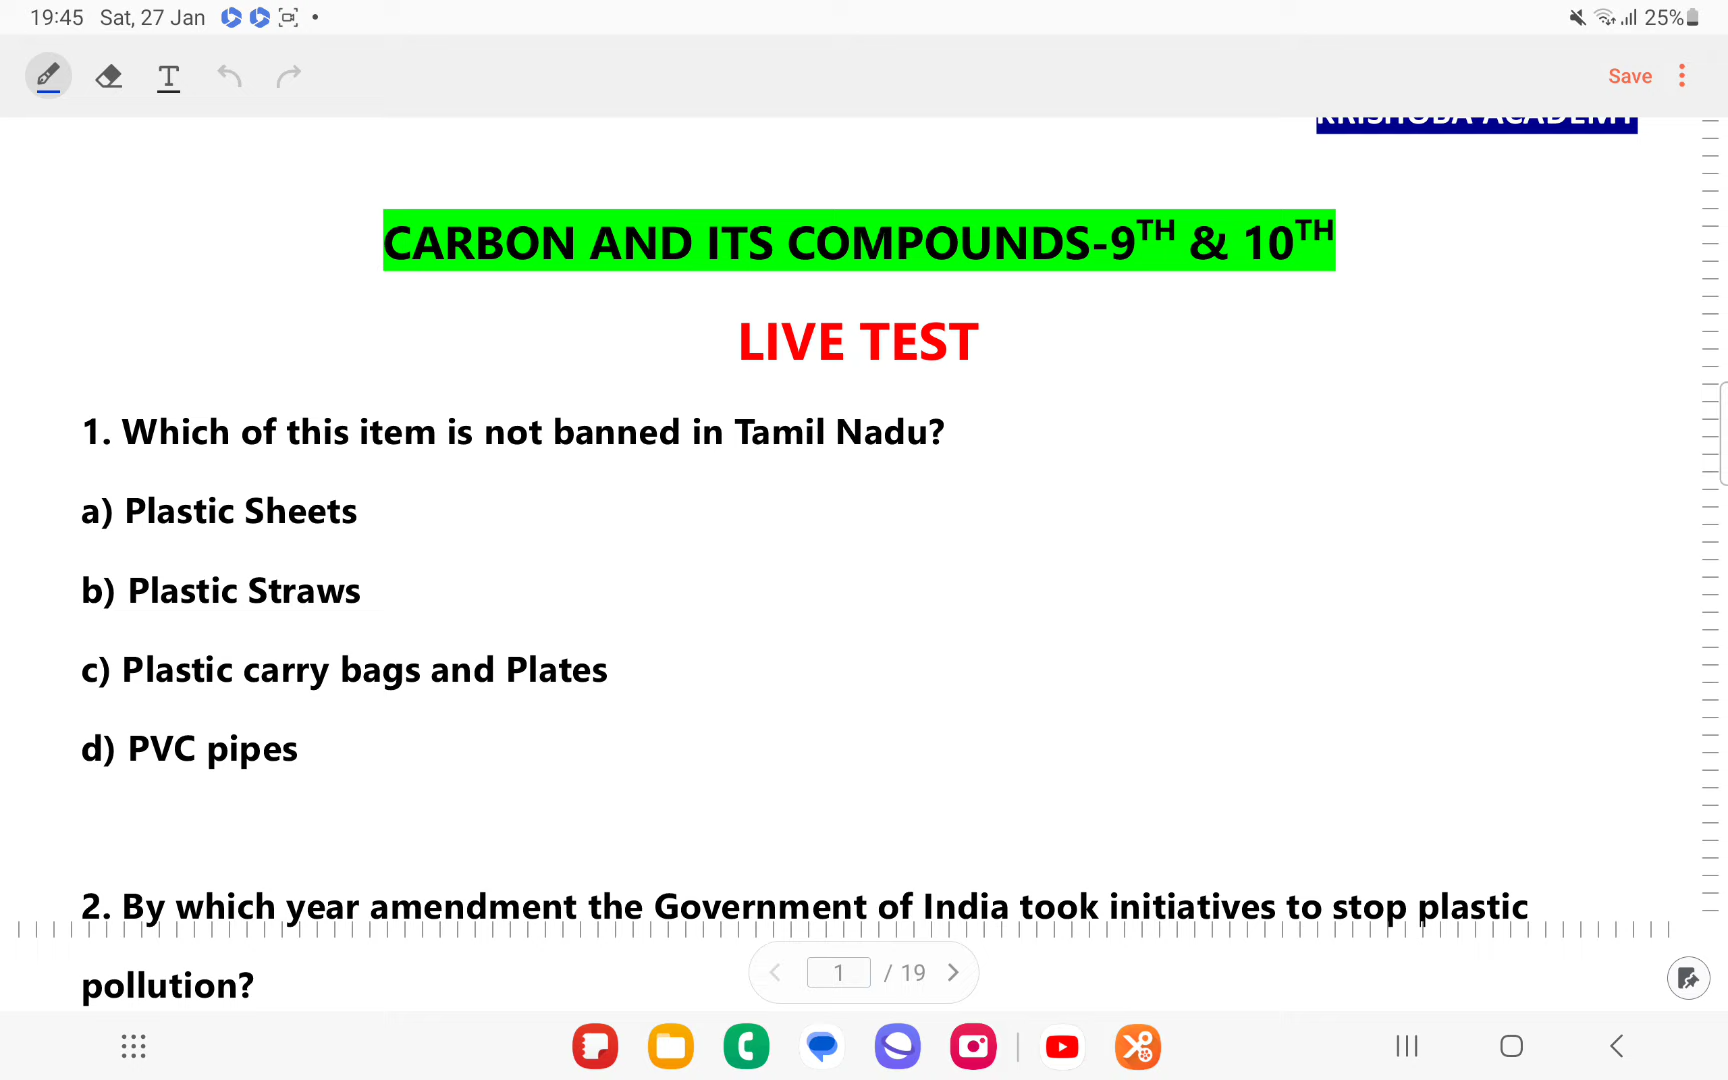 19:45 Sat, 27 Jan 25%
T Save
KRISHOBA ACADEMY
CARBON AND ITS COMPOUNDS-9TH & 10TH
LIVE TEST
1. Which of this item is not banned in Tamil Nadu?
a) Plastic Sheets
b) Plastic Straws
c) Plastic carry bags and Plates
d) PVC pipes
2. By which year amendment the Government of India took initiatives to stop plastic
pollution?
1 / 19